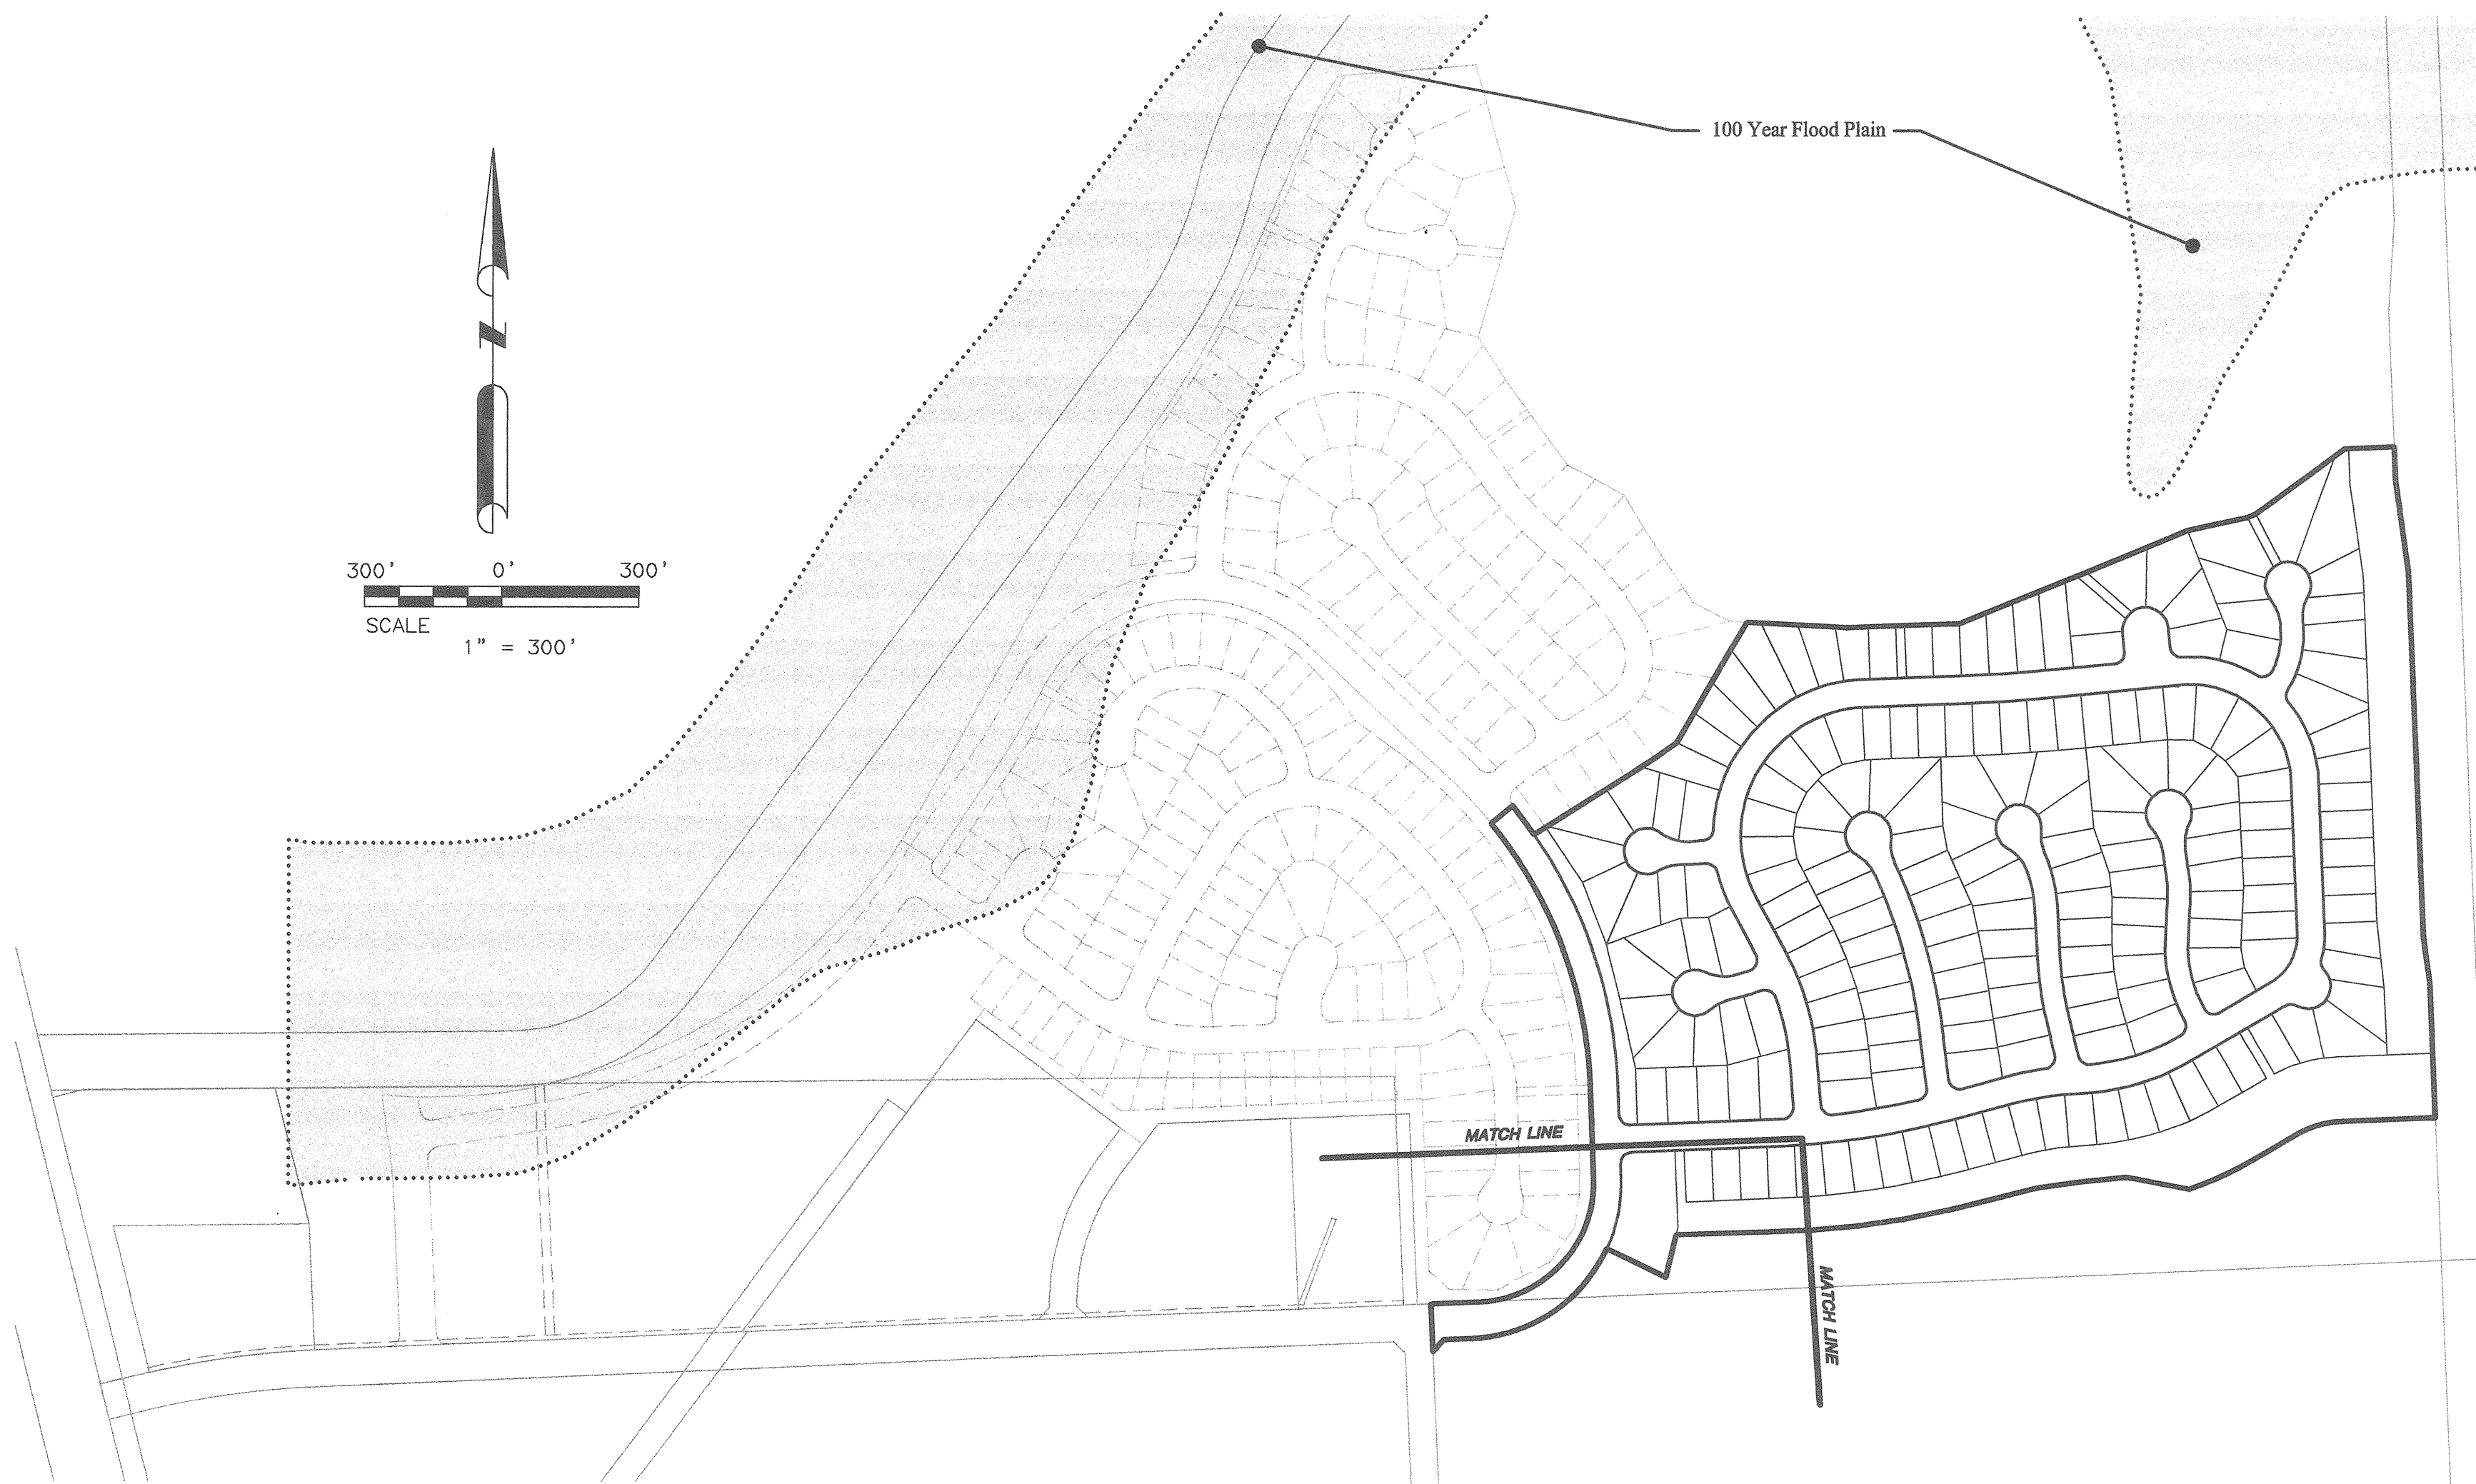 100 Year Flood Plain
N
300' 0' 300'
SCALE
1" = 300'
MATCH LINE
MATCH LINE